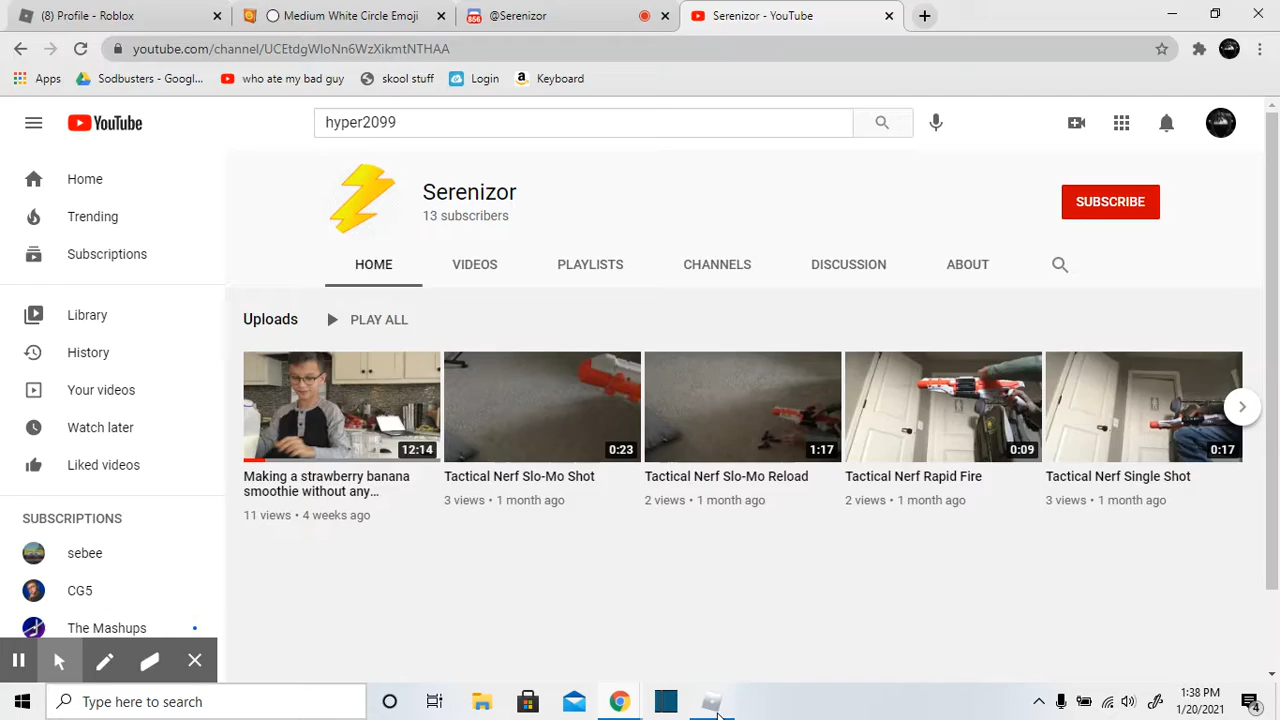 (8) Profile - Roblox
Medium White Circle Emoji
856
@Serenizor
Serenizor - YouTube
youtube.com/channel/UCEtdgWIoNn6WzXikmtNTHAA
Apps
Sodbusters - Googl...
who ate my bad guy
skool stuff
Login
Keyboard
YouTube
hyper2099
Home
Trending
Subscriptions
Library
History
Your videos
Watch later
Liked videos
SUBSCRIPTIONS
sebee
CG5
The Mashups
Serenizor
13 subscribers
SUBSCRIBE
HOME
VIDEOS
PLAYLISTS
CHANNELS
DISCUSSION
ABOUT
Uploads
PLAY ALL
12:14
Making a strawberry banana
smoothie without any...
11 views • 4 weeks ago
0:23
Tactical Nerf Slo-Mo Shot
3 views • 1 month ago
1:17
Tactical Nerf Slo-Mo Reload
2 views • 1 month ago
0:09
Tactical Nerf Rapid Fire
2 views • 1 month ago
0:17
Tactical Nerf Single Shot
3 views • 1 month ago
Type here to search
1:38 PM
1/20/2021
4